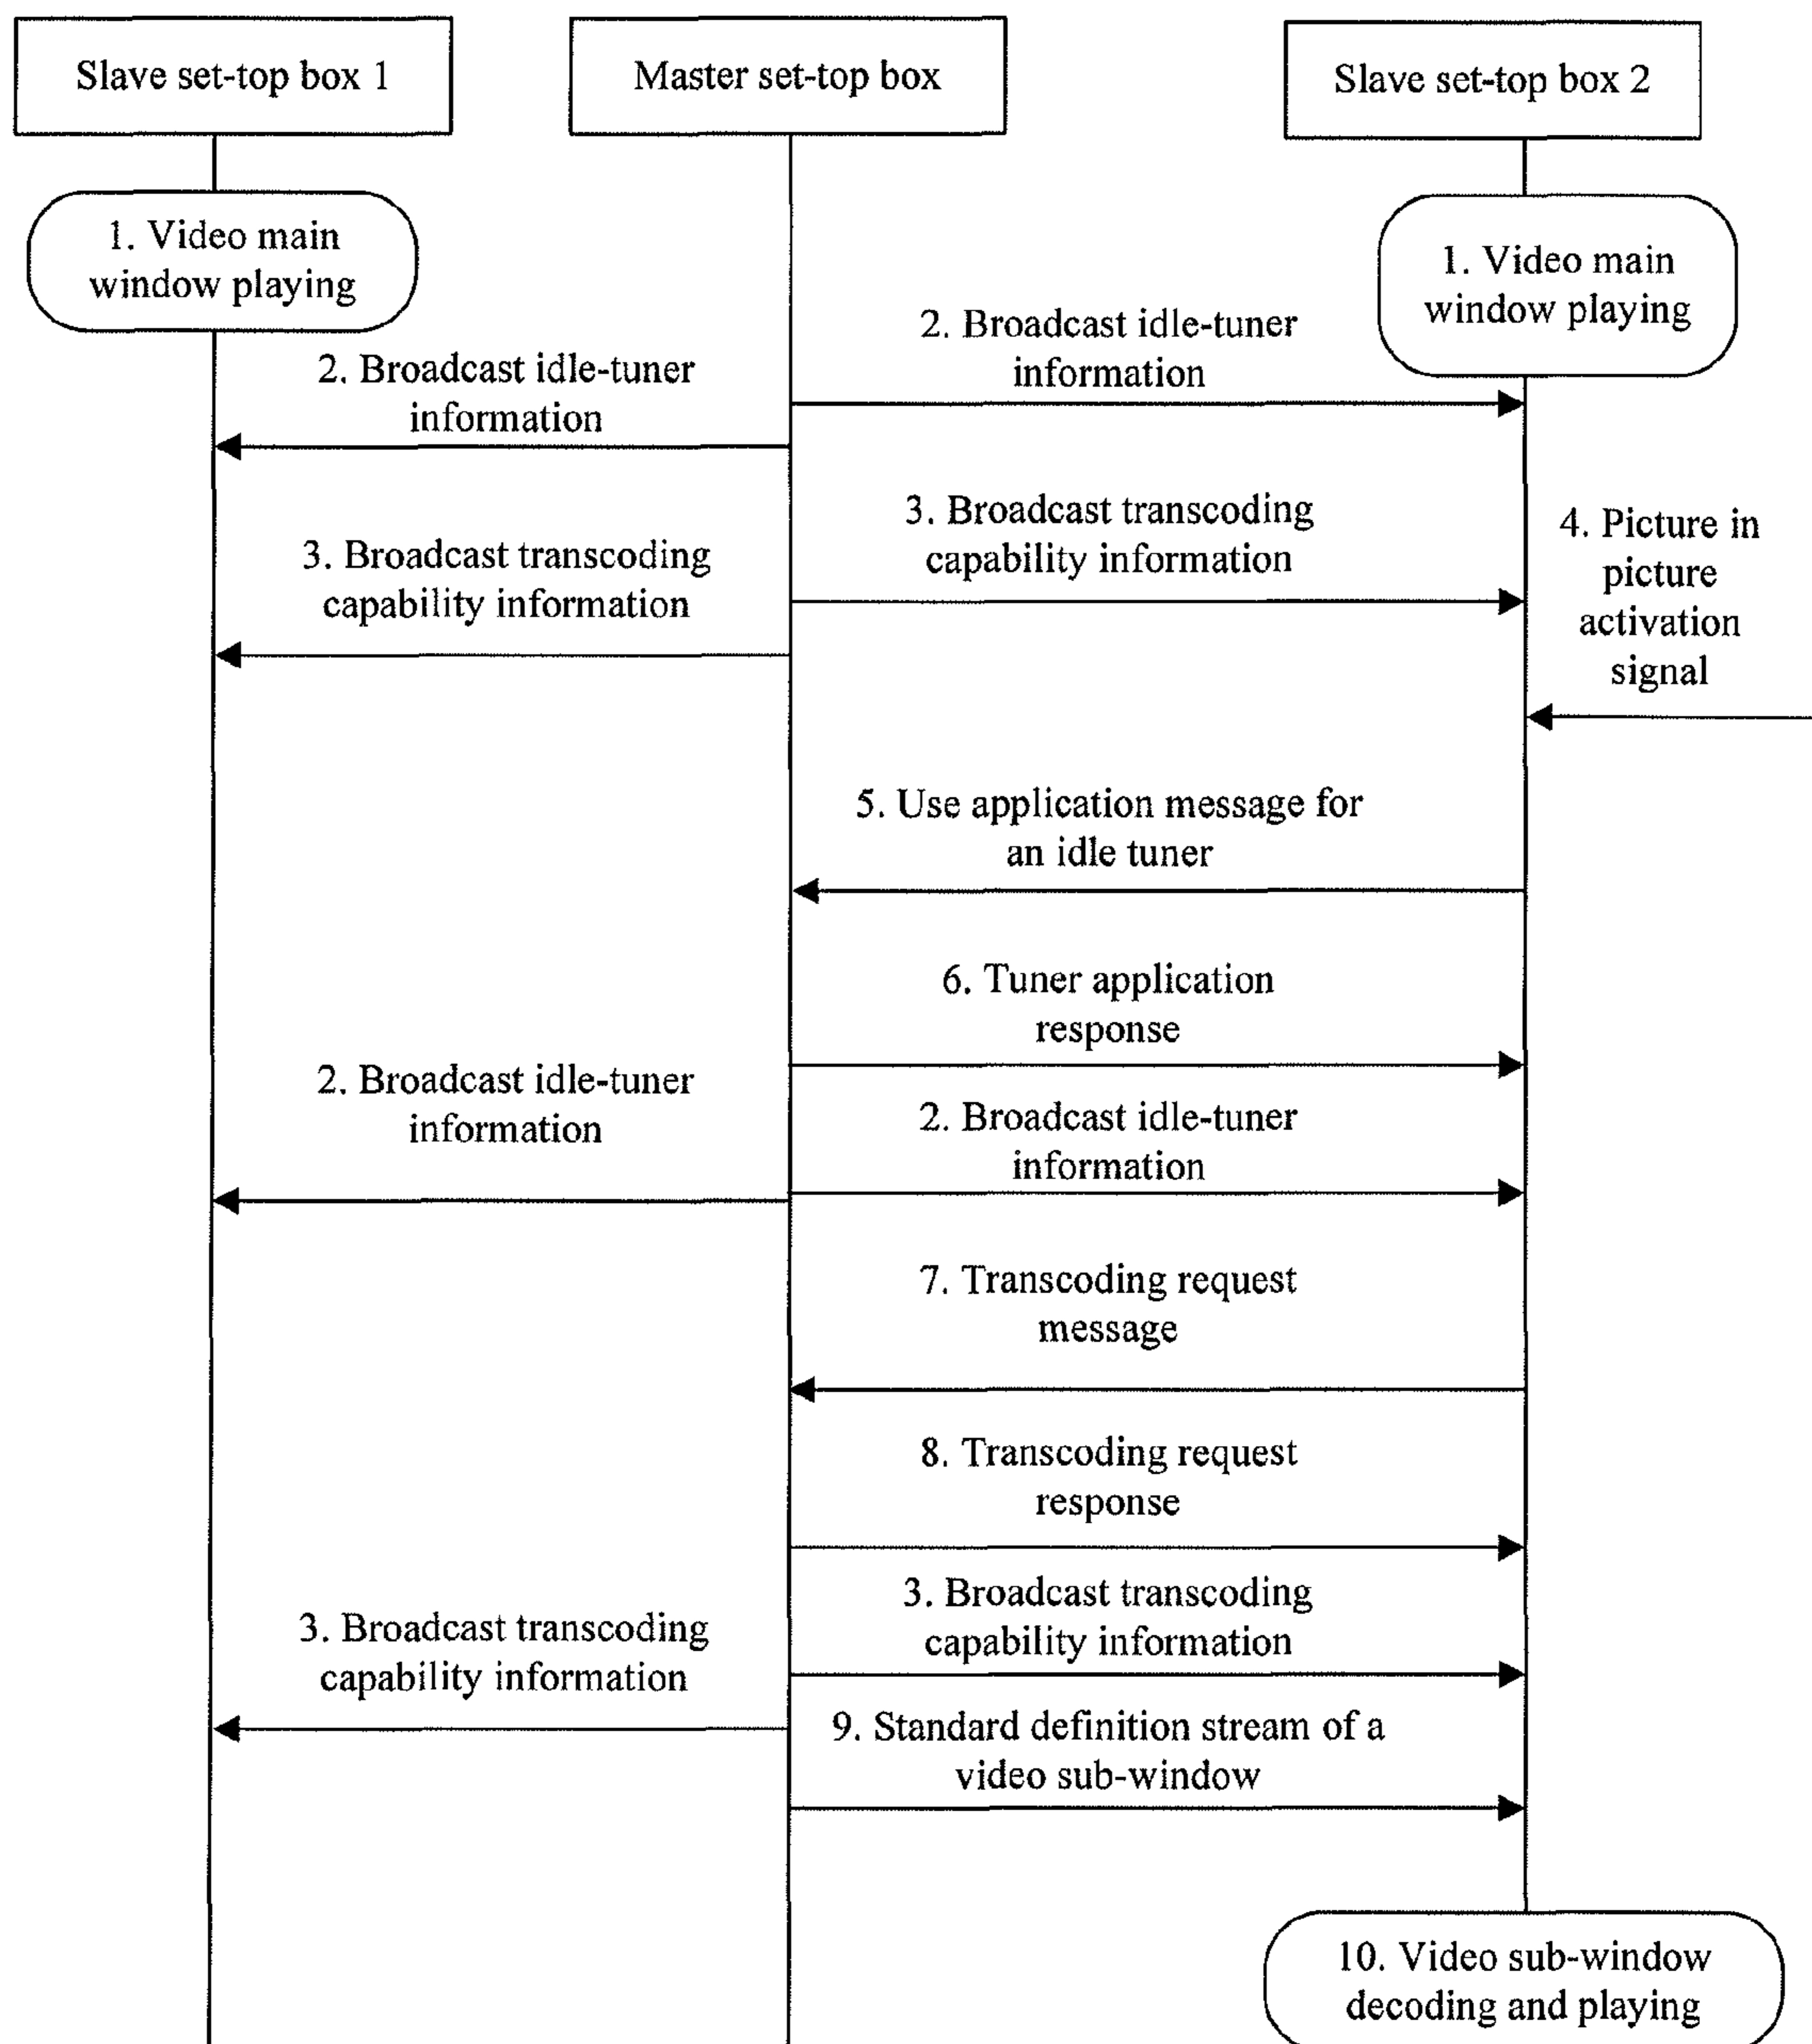 Slave set-top box 1
Master set-top box
Slave set-top box 2
1. Video main
window playing
1. Video main
window playing
2. Broadcast idle-tuner
information
2. Broadcast idle-tuner
information
3. Broadcast transcoding
capability information
3. Broadcast transcoding
capability information
4. Picture in
picture
activation
signal
5. Use application message for
an idle tuner
6. Tuner application
response
2. Broadcast idle-tuner
information
2. Broadcast idle-tuner
information
7. Transcoding request
message
8. Transcoding request
response
3. Broadcast transcoding
capability information
3. Broadcast transcoding
capability information
9. Standard definition stream of a
video sub-window
10. Video sub-window
decoding and playing